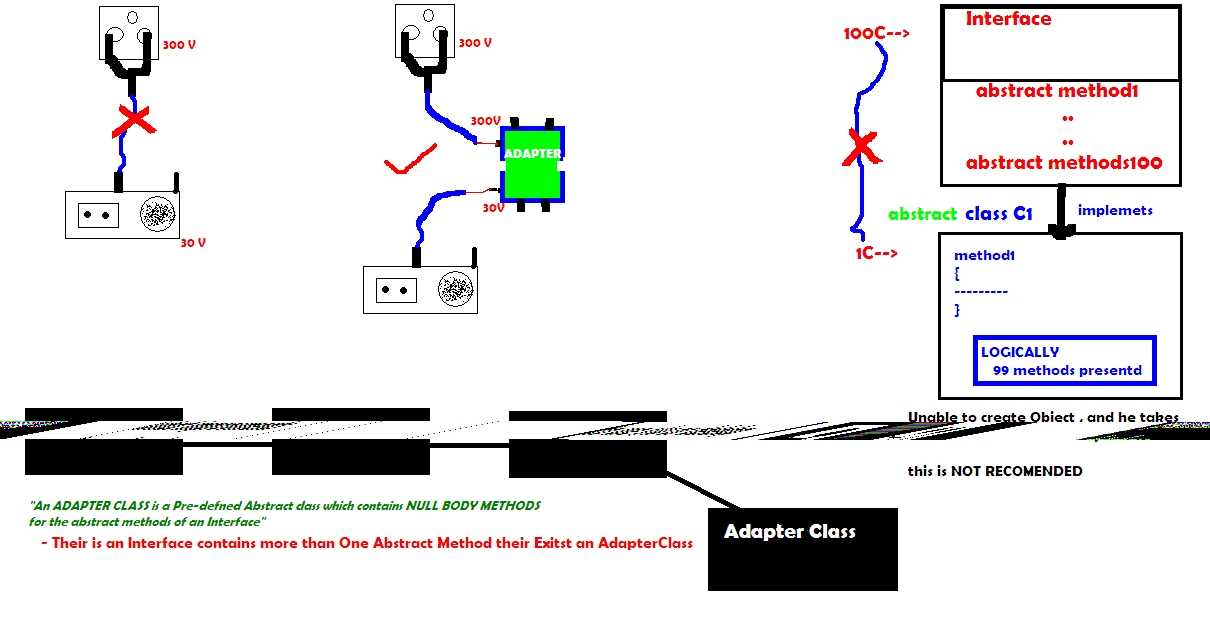 300 V
30 V
300 V
300V
ADAPTER
30V
100C-->
1C-->
Interface
abstract method1
..
..
abstract methods100
abstract class C1
implemets
method1
{
---------
}
LOGICALLY
99 methods presentd
Unable to create Object , and he takes
this is NOT RECOMENDED
"An ADAPTER CLASS is a Pre-defned Abstract class which contains NULL BODY METHODS
for the abstract methods of an Interface"
- Their is an Interface contains more than One Abstract Method their Exitst an AdapterClass
Adapter Class